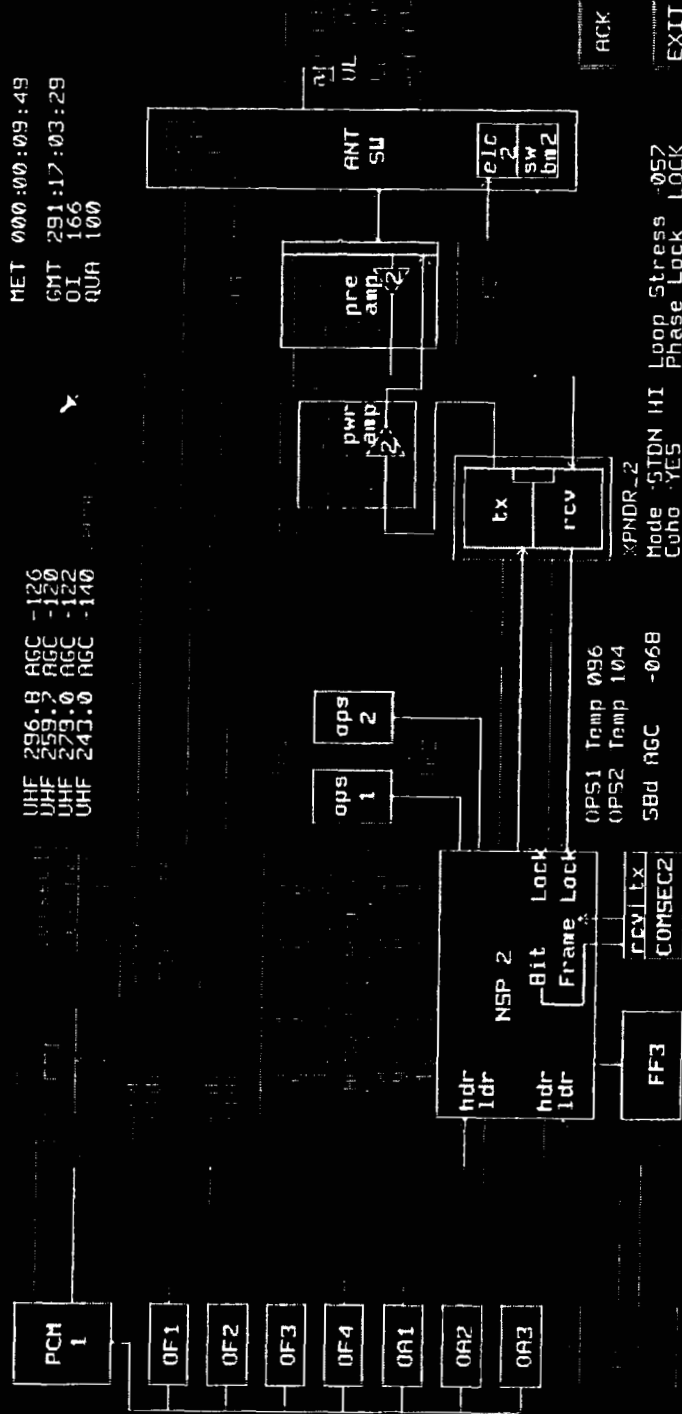 UHF 296.8 AGC -126
UHF 259.7 AGC -120
UHF 279.0 AGC -122
UHF 243.0 AGC -140
MET 000:00:09:49
GMT 291:17:03:29
OI 166
QUA 100
PCM
1
OF1
OF2
OF3
OF4
OA1
OA2
OA3
ops
1
ops
2
pwr
amp
2
pre
amp
2
ANT
SW
elc
2
sw
bm2
UL
hdr
ldr
hdr
ldr
NSP 2
Bit Lock
Frame Lock
tx
rcv
XPNDR_2
Mode STDN HI Loop Stress -057
Coho YES Phase Lock LOCK
OPS1 Temp 096
OPS2 Temp 104
SBd AGC -068
FF3
rcv tx
COMSEC2
ACK
EXIT